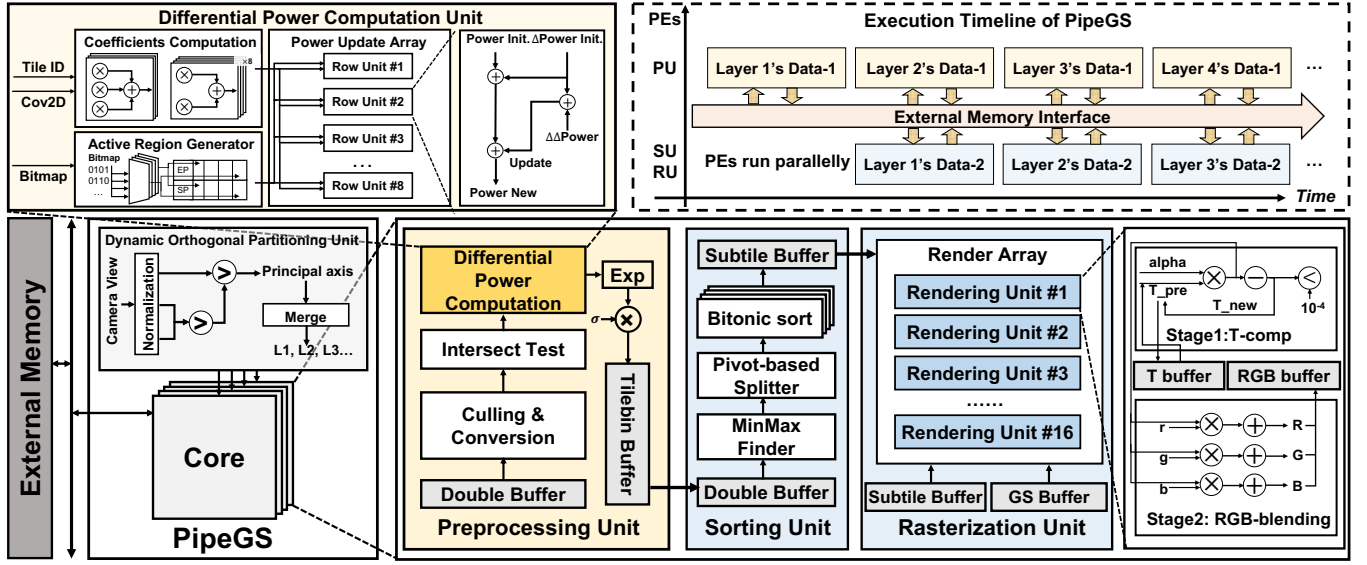 Differential Power Computation Unit
Tile ID
Cov2D
Bitmap
Coefficients Computation
×8
Active Region Generator
Bitmap
0101
0110
...
EP
SP
Power Update Array
Row Unit #1
Row Unit #2
Row Unit #3
...
Row Unit #8
Power Init. ΔPower Init.
ΔΔPower
Update
Power New
Execution Timeline of PipeGS
PEs
PU
Layer 1's Data-1
Layer 2's Data-1
Layer 3's Data-1
Layer 4's Data-1
...
External Memory Interface
SU
RU
PEs run parallelly
Layer 1's Data-2
Layer 2's Data-2
Layer 3's Data-2
...
Time
External Memory
Dynamic Orthogonal Partitioning Unit
Camera View
Normalization
>
>
Principal axis
Merge
L1, L2, L3...
Core
PipeGS
Differential
Power
Computation
Exp
σ
Intersect Test
Culling &
Conversion
Double Buffer
Tilebin Buffer
Preprocessing Unit
Subtile Buffer
Bitonic sort
Pivot-based
Splitter
MinMax
Finder
Double Buffer
Sorting Unit
Render Array
Rendering Unit #1
Rendering Unit #2
Rendering Unit #3
......
Rendering Unit #16
Subtile Buffer
GS Buffer
Rasterization Unit
alpha
T_pre
T_new
<
10⁻⁴
Stage1:T-comp
T buffer
RGB buffer
r
R
g
G
b
B
Stage2: RGB-blending